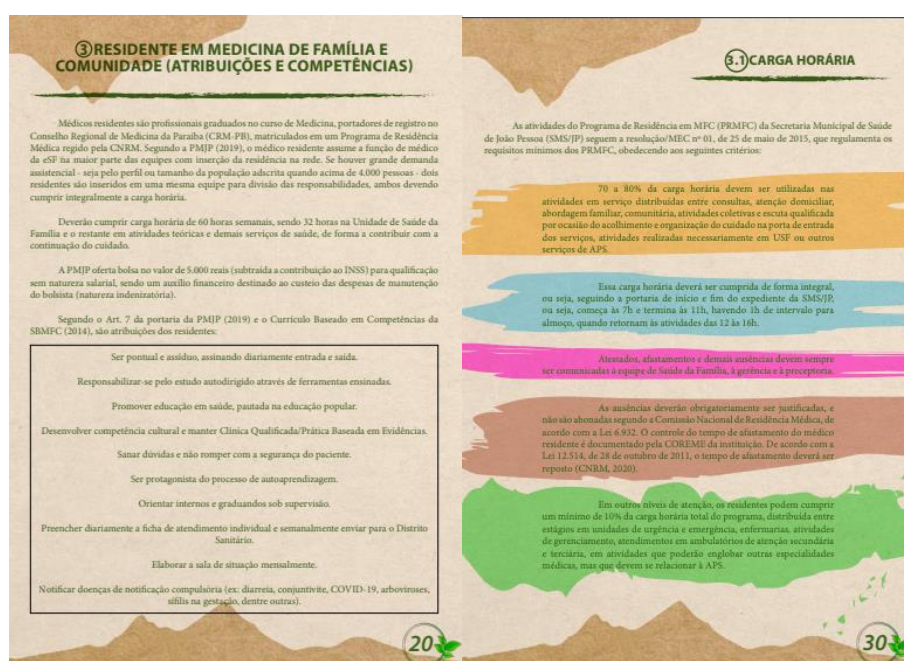 ③RESIDENTE EM MEDICINA DE FAMÍLIA E
COMUNIDADE (ATRIBUIÇÕES E COMPETÊNCIAS)
Médicos residentes são profissionais graduados no curso de Medicina, portadores de registro no
Conselho Regional de Medicina da Paraíba (CRM-PB), matriculados em um Programa de Residência
Médica regido pela CNRM. Segundo a PMJP (2019), o médico residente assume a função de médico
da eSF na maior parte das equipes com inserção da residência na rede. Se houver grande demanda
assistencial - seja pelo perfil ou tamanho da população adscrita quando acima de 4.000 pessoas - dois
residentes são inseridos em uma mesma equipe para divisão das responsabilidades, ambos devendo
cumprir integralmente a carga horária.
Deverão cumprir carga horária de 60 horas semanais, sendo 32 horas na Unidade de Saúde da
Família e o restante em atividades teóricas e demais serviços de saúde, de forma a contribuir com a
continuação do cuidado.
A PMJP oferta bolsa no valor de 5.000 reais (subtraída a contribuição ao INSS) para qualificação
sem natureza salarial, sendo um auxílio financeiro destinado ao custeio das despesas de manutenção
do bolsista (natureza indenizatória).
Segundo o Art. 7 da portaria da PMJP (2019) e o Currículo Baseado em Competências da
SBMFC (2014), são atribuições dos residentes:
Ser pontual e assíduo, assinando diariamente entrada e saída.
Responsabilizar-se pelo estudo autodirigido através de ferramentas ensinadas.
Promover educação em saúde, pautada na educação popular.
Desenvolver competência cultural e manter Clínica Qualificada/Prática Baseada em Evidências.
Sanar dúvidas e não romper com a segurança do paciente.
Ser protagonista do processo de autoaprendizagem.
Orientar internos e graduandos sob supervisão.
Preencher diariamente a ficha de atendimento individual e semanalmente enviar para o Distrito
Sanitário.
Elaborar a sala de situação mensalmente.
Notificar doenças de notificação compulsória (ex: diarreia, conjuntivite, COVID-19, arboviroses,
sífilis na gestação, dentre outras).
20
3.1 CARGA HORÁRIA
As atividades do Programa de Residência em MFC (PRMFC) da Secretaria Municipal de Saúde
de João Pessoa (SMS/JP) seguem a resolução/MEC nº 01, de 25 de maio de 2015, que regulamenta os
requisitos mínimos dos PRMFC, obedecendo aos seguintes critérios:
70 a 80% da carga horária devem ser utilizadas nas
atividades em serviço distribuídas entre consultas, atenção domiciliar,
abordagem familiar, comunitária, atividades coletivas e escuta qualificada
por ocasião do acolhimento e organização do cuidado na porta de entrada
dos serviços, atividades realizadas necessariamente em USF ou outros
serviços de APS.
Essa carga horária deverá ser cumprida de forma integral,
ou seja, seguindo a portaria de início e fim do expediente da SMS/JP,
ou seja, começa às 7h e termina às 11h, havendo 1h de intervalo para
almoço, quando retornam às atividades das 12 às 16h.
Atestados, afastamentos e demais ausências devem sempre
ser comunicadas à equipe de Saúde da Família, à gerência e à preceptoria.
As ausências deverão obrigatoriamente ser justificadas, e
não são abonadas segundo a Comissão Nacional de Residência Médica, de
acordo com a Lei 6.932. O controle do tempo de afastamento do médico
residente é documentado pela COREME da instituição. De acordo com a
Lei 12.514, de 28 de outubro de 2011, o tempo de afastamento deverá ser
reposto (CNRM, 2020).
Em outros níveis de atenção, os residentes podem cumprir
um mínimo de 10% da carga horária total do programa, distribuída entre
estágios em unidades de urgência e emergência, enfermarias, atividades
de gerenciamento, atendimentos em ambulatórios de atenção secundária
e terciária, em atividades que poderão englobar outras especialidades
médicas, mas que devem se relacionar à APS.
30